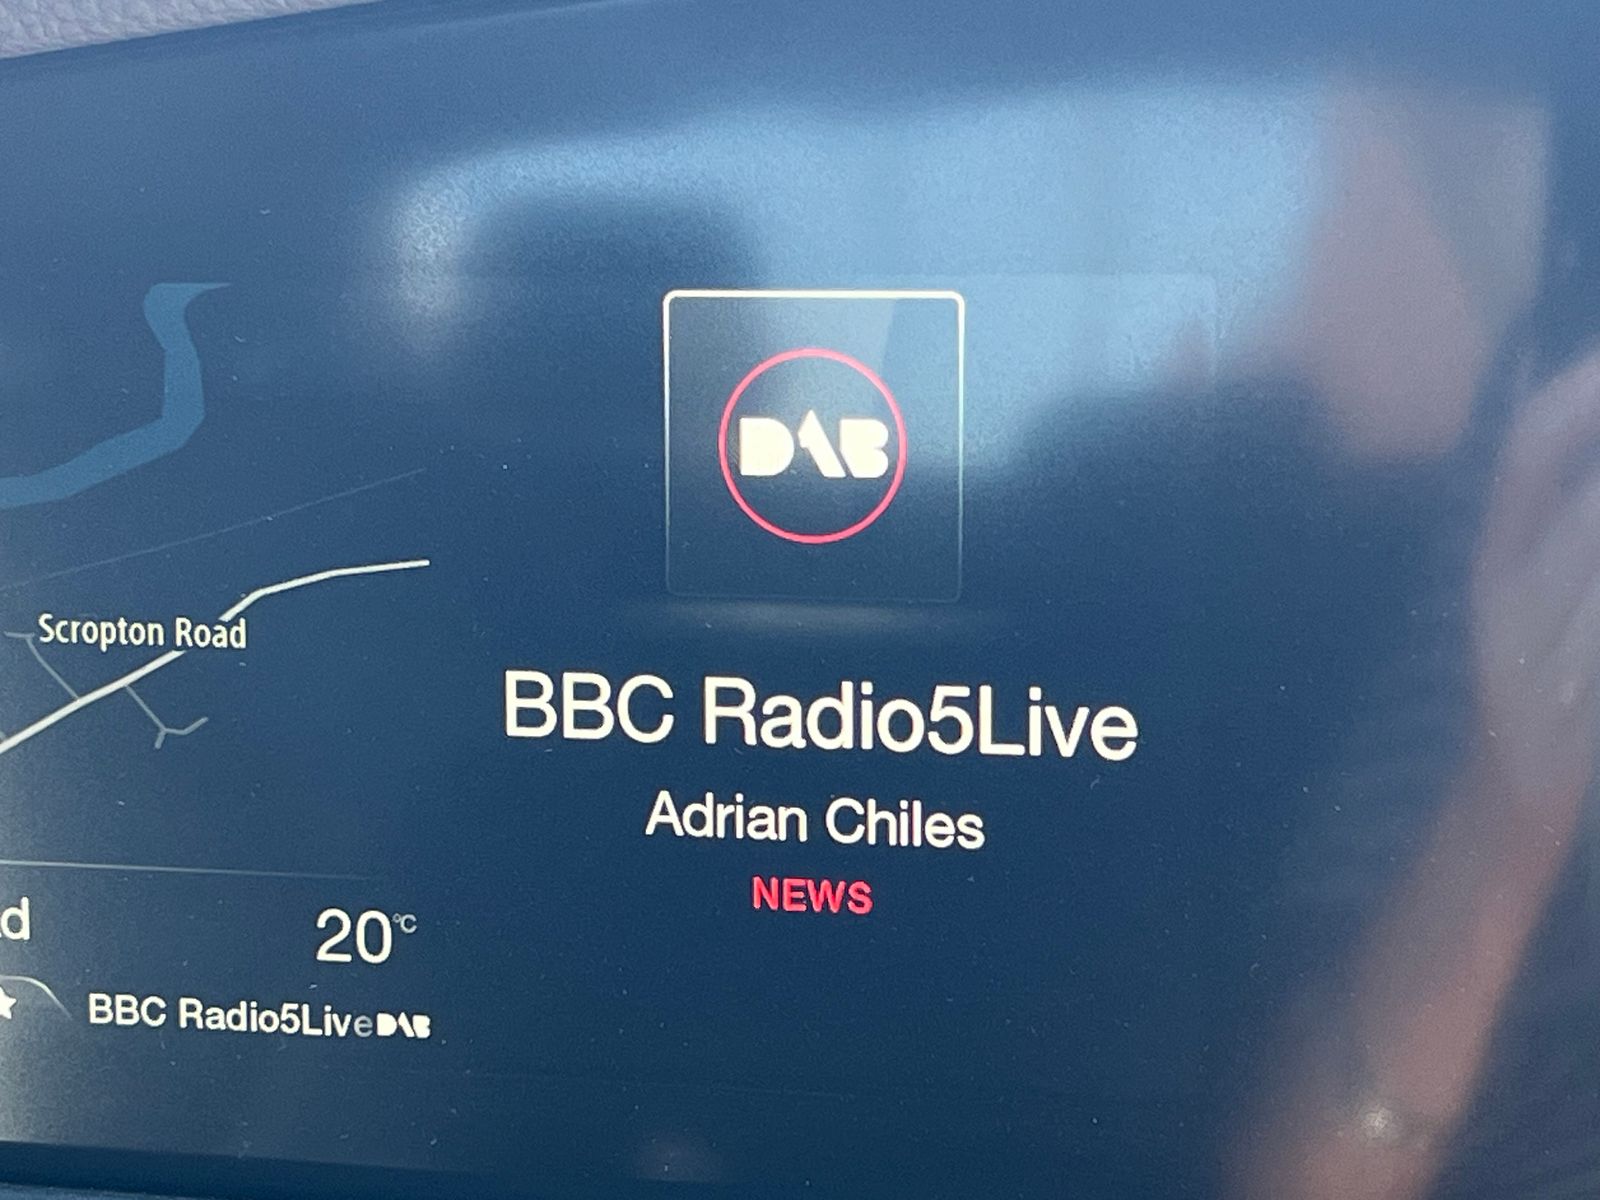 DAB
Scropton Road
BBC Radio5Live
Adrian Chiles
NEWS
20°C
BBC Radio5Live DAB